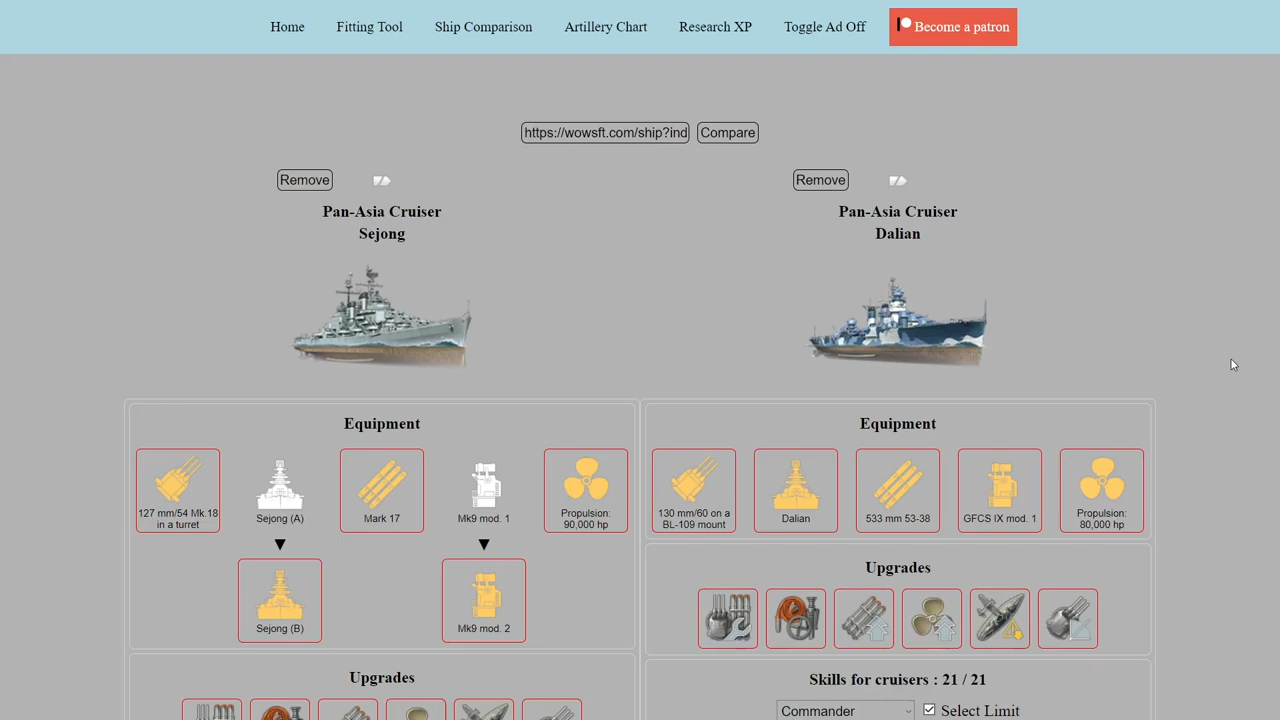 Home Fitting Tool Ship Comparison Artillery Chart Research XP Toggle Ad Off Become a patron
https://wowsft.com/ship?ind Compare
Remove
Pan-Asia Cruiser
Sejong
Remove
Pan-Asia Cruiser
Dalian
Equipment
127 mm/54 Mk.18
in a turret
Sejong (A)
Mark 17
Mk9 mod. 1
Propulsion:
90,000 hp
Sejong (B)
Mk9 mod. 2
Upgrades
Equipment
130 mm/60 on a
BL-109 mount
Dalian
533 mm 53-38
GFCS IX mod. 1
Propulsion:
80,000 hp
Upgrades
Skills for cruisers : 21 / 21
Commander Select Limit